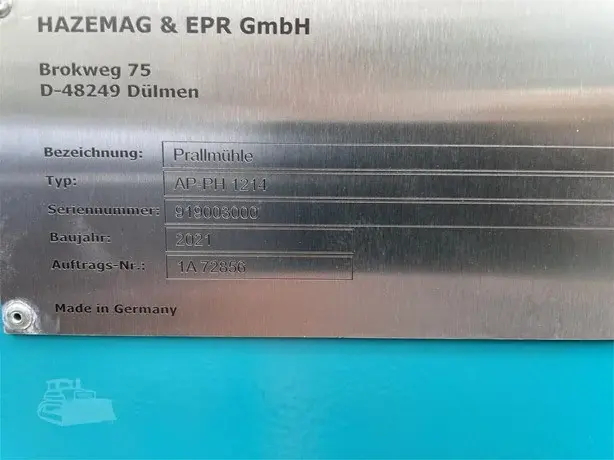 HAZEMAG & EPR GmbH
Brokweg 75
D-48249 Dülmen
Bezeichnung: Prallmühle
Typ: AP-PH 1214
Seriennummer: 919003000
Baujahr: 2021
Auftrags-Nr.: 1A 72856
Made in Germany